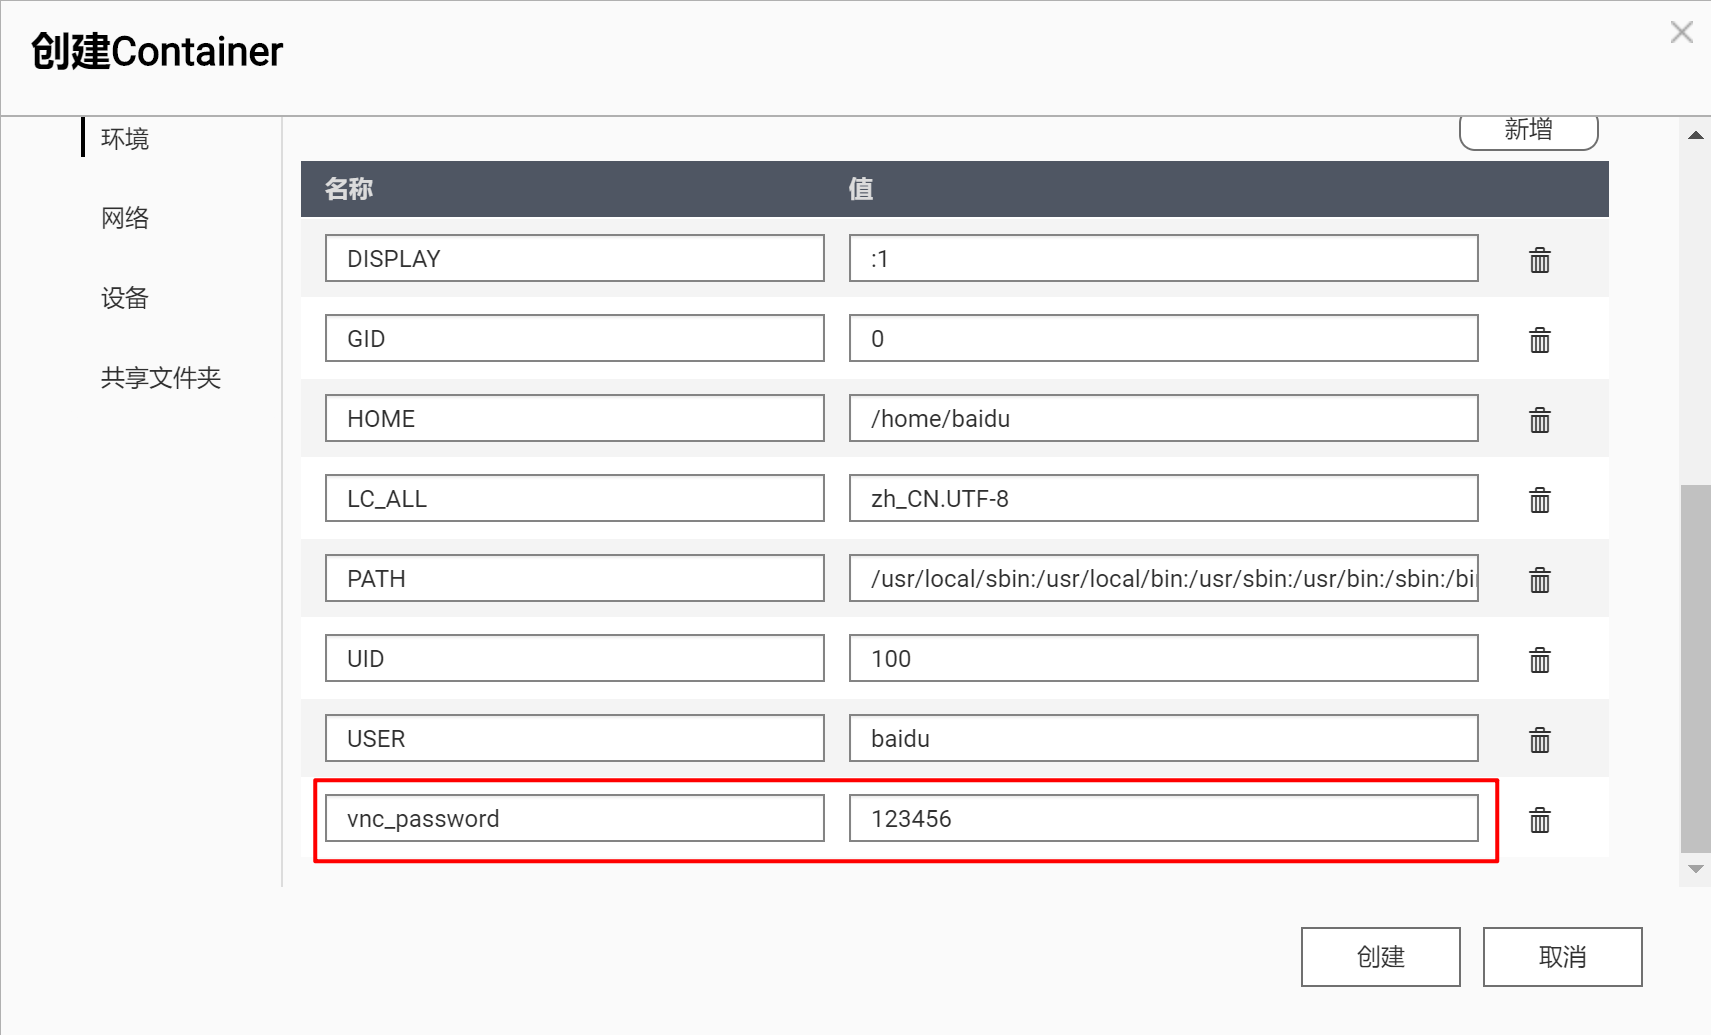 创建Container
环境
网络
设备
共享文件夹
新增
名称 值
DISPLAY :1
GID 0
HOME /home/baidu
LC_ALL zh_CN.UTF-8
PATH /usr/local/sbin:/usr/local/bin:/usr/sbin:/usr/bin:/sbin:/bi
UID 100
USER baidu
vnc_password 123456
创建 取消